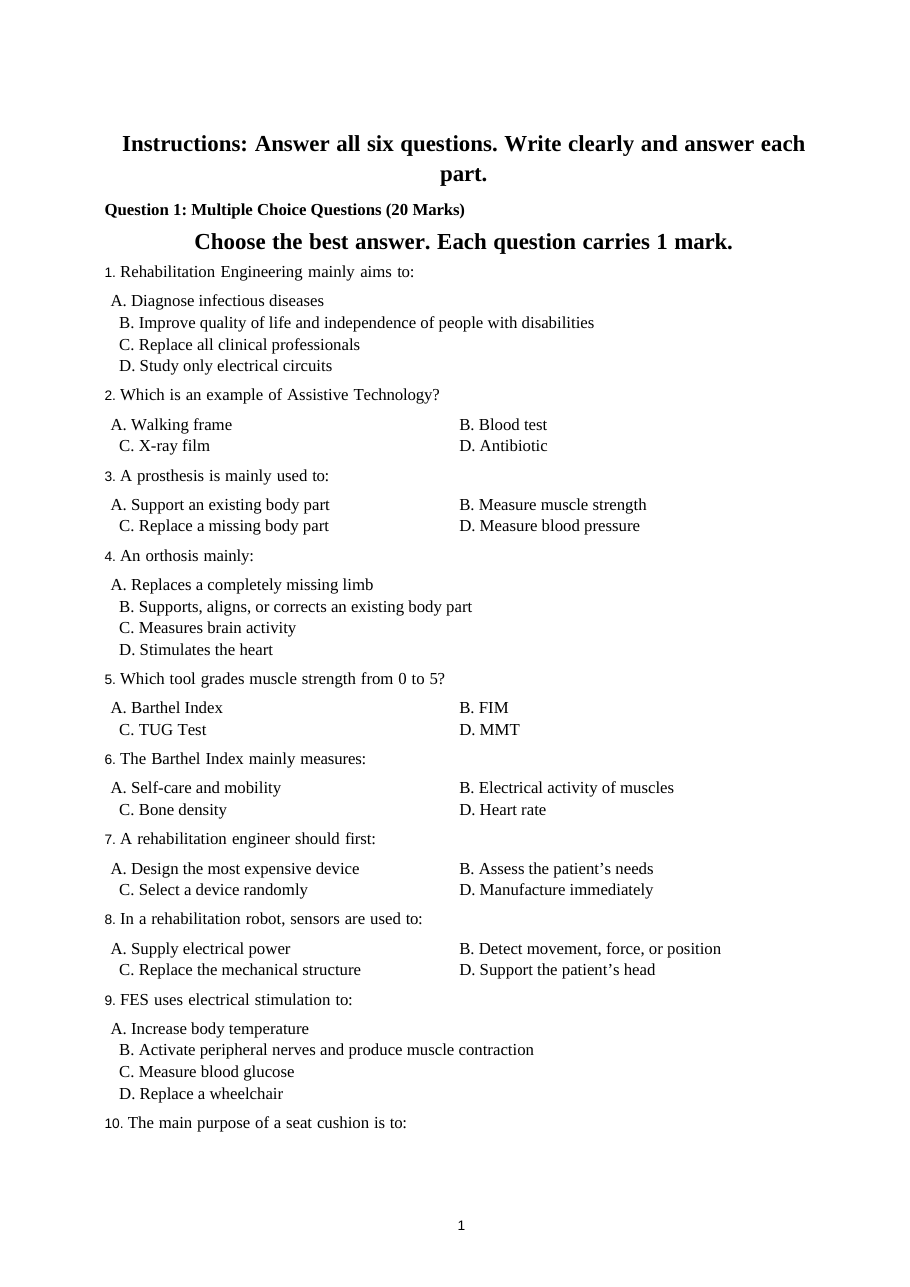 Instructions: Answer all six questions. Write clearly and answer each
part.
Question 1: Multiple Choice Questions (20 Marks)
Choose the best answer. Each question carries 1 mark.
1. Rehabilitation Engineering mainly aims to:
A. Diagnose infectious diseases
B. Improve quality of life and independence of people with disabilities
C. Replace all clinical professionals
D. Study only electrical circuits
2. Which is an example of Assistive Technology?
A. Walking frame B. Blood test
C. X-ray film D. Antibiotic
3. A prosthesis is mainly used to:
A. Support an existing body part B. Measure muscle strength
C. Replace a missing body part D. Measure blood pressure
4. An orthosis mainly:
A. Replaces a completely missing limb
B. Supports, aligns, or corrects an existing body part
C. Measures brain activity
D. Stimulates the heart
5. Which tool grades muscle strength from 0 to 5?
A. Barthel Index B. FIM
C. TUG Test D. MMT
6. The Barthel Index mainly measures:
A. Self-care and mobility B. Electrical activity of muscles
C. Bone density D. Heart rate
7. A rehabilitation engineer should first:
A. Design the most expensive device B. Assess the patient’s needs
C. Select a device randomly D. Manufacture immediately
8. In a rehabilitation robot, sensors are used to:
A. Supply electrical power B. Detect movement, force, or position
C. Replace the mechanical structure D. Support the patient’s head
9. FES uses electrical stimulation to:
A. Increase body temperature
B. Activate peripheral nerves and produce muscle contraction
C. Measure blood glucose
D. Replace a wheelchair
10. The main purpose of a seat cushion is to:
1